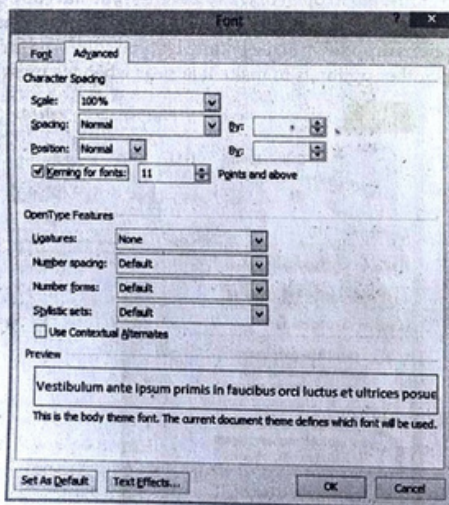 Font ? ×
Font Advanced
Character Spacing
Scale: 100%
Spacing: Normal By:
Position: Normal By:
Kerning for fonts: 11 Points and above
OpenType Features
Ligatures: None
Number spacing: Default
Number forms: Default
Stylistic sets: Default
Use Contextual Alternates
Preview
Vestibulum ante ipsum primis in faucibus orci luctus et ultrices posue
This is the body theme font. The current document theme defines which font will be used.
Set As Default Text Effects... OK Cancel